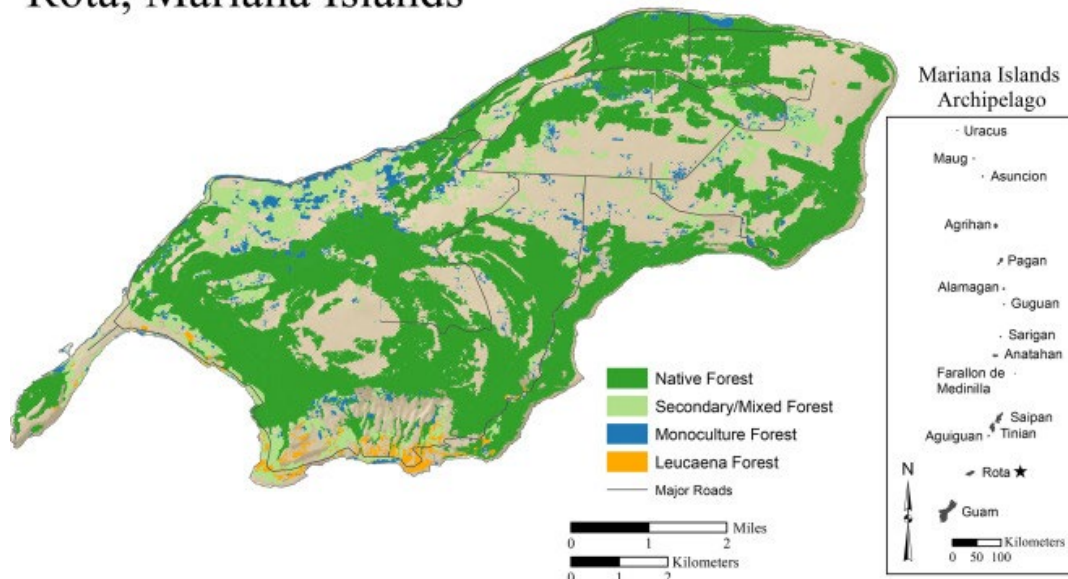 Rota, Mariana Islands
Mariana Islands
Archipelago
Uracus
Maug
Asuncion
Agrihan
Pagan
Alamagan
Guguan
Sarigan
Anatahan
Farallon de
Medinilla
Saipan
Tinian
Aguiguan
Rota ★
Guam
N
Kilometers
0 50 100
Native Forest
Secondary/Mixed Forest
Monoculture Forest
Leucaena Forest
Major Roads
Miles
0 1 2
Kilometers
0 1 2